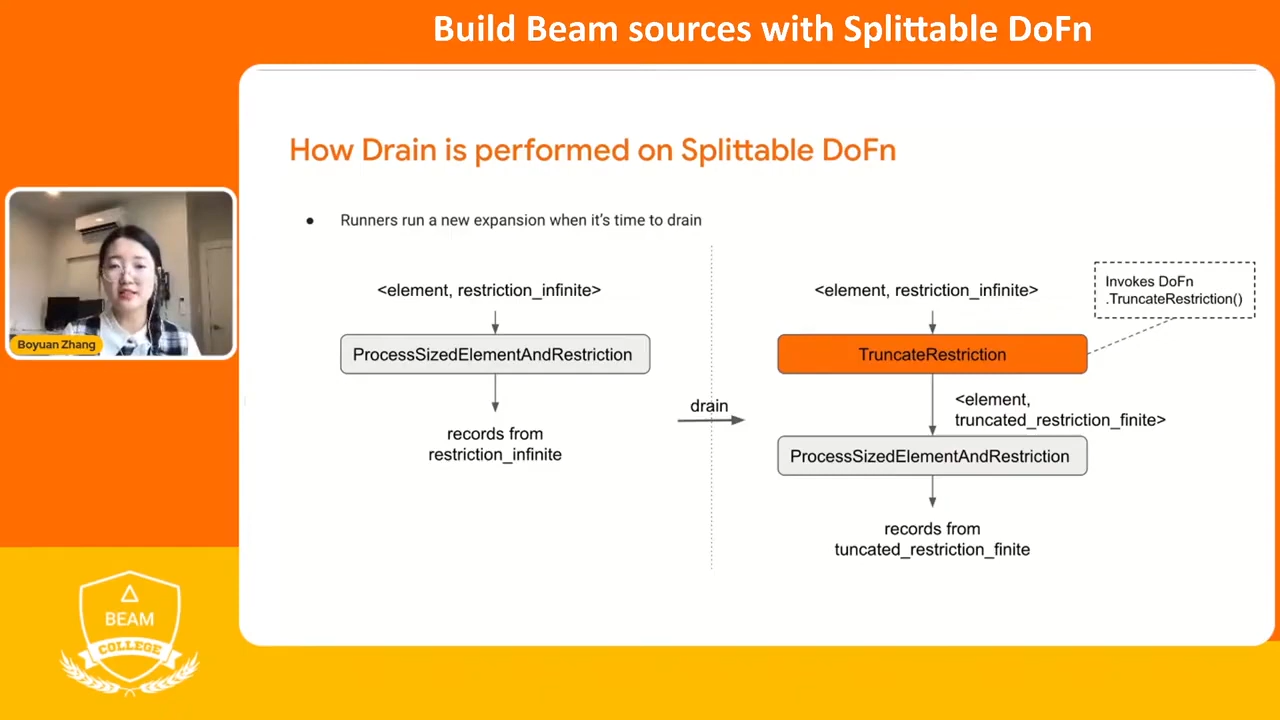 Build Beam sources with Splittable DoFn
How Drain is performed on Splittable DoFn
● Runners run a new expansion when it's time to drain
<element, restriction_infinite>
ProcessSizedElementAndRestriction
records from
restriction_infinite
drain
<element, restriction_infinite>
Invokes DoFn
.TruncateRestriction()
TruncateRestriction
<element,
truncated_restriction_finite>
ProcessSizedElementAndRestriction
records from
tuncated_restriction_finite
Boyuan Zhang
BEAM
COLLEGE